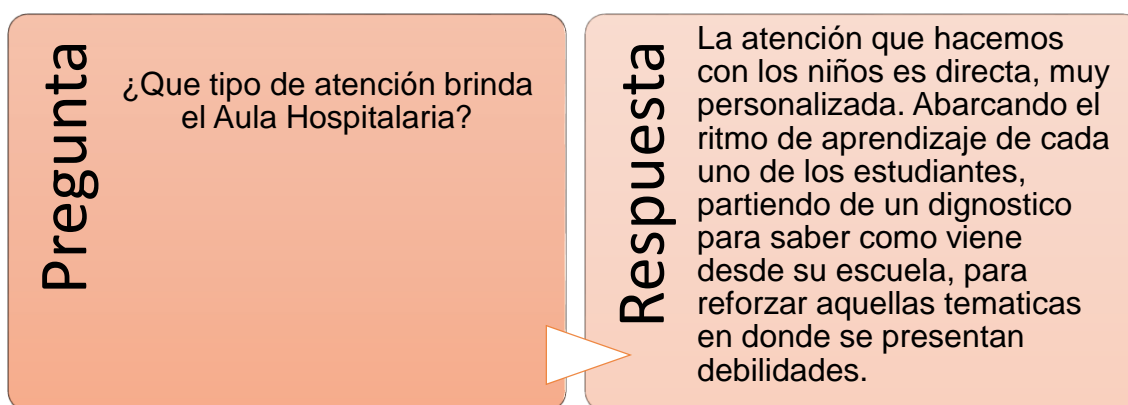 Pregunta
¿Que tipo de atención brinda
el Aula Hospitalaria?
Respuesta
La atención que hacemos
con los niños es directa, muy
personalizada. Abarcando el
ritmo de aprendizaje de cada
uno de los estudiantes,
partiendo de un dignostico
para saber como viene
desde su escuela, para
reforzar aquellas tematicas
en donde se presentan
debilidades.